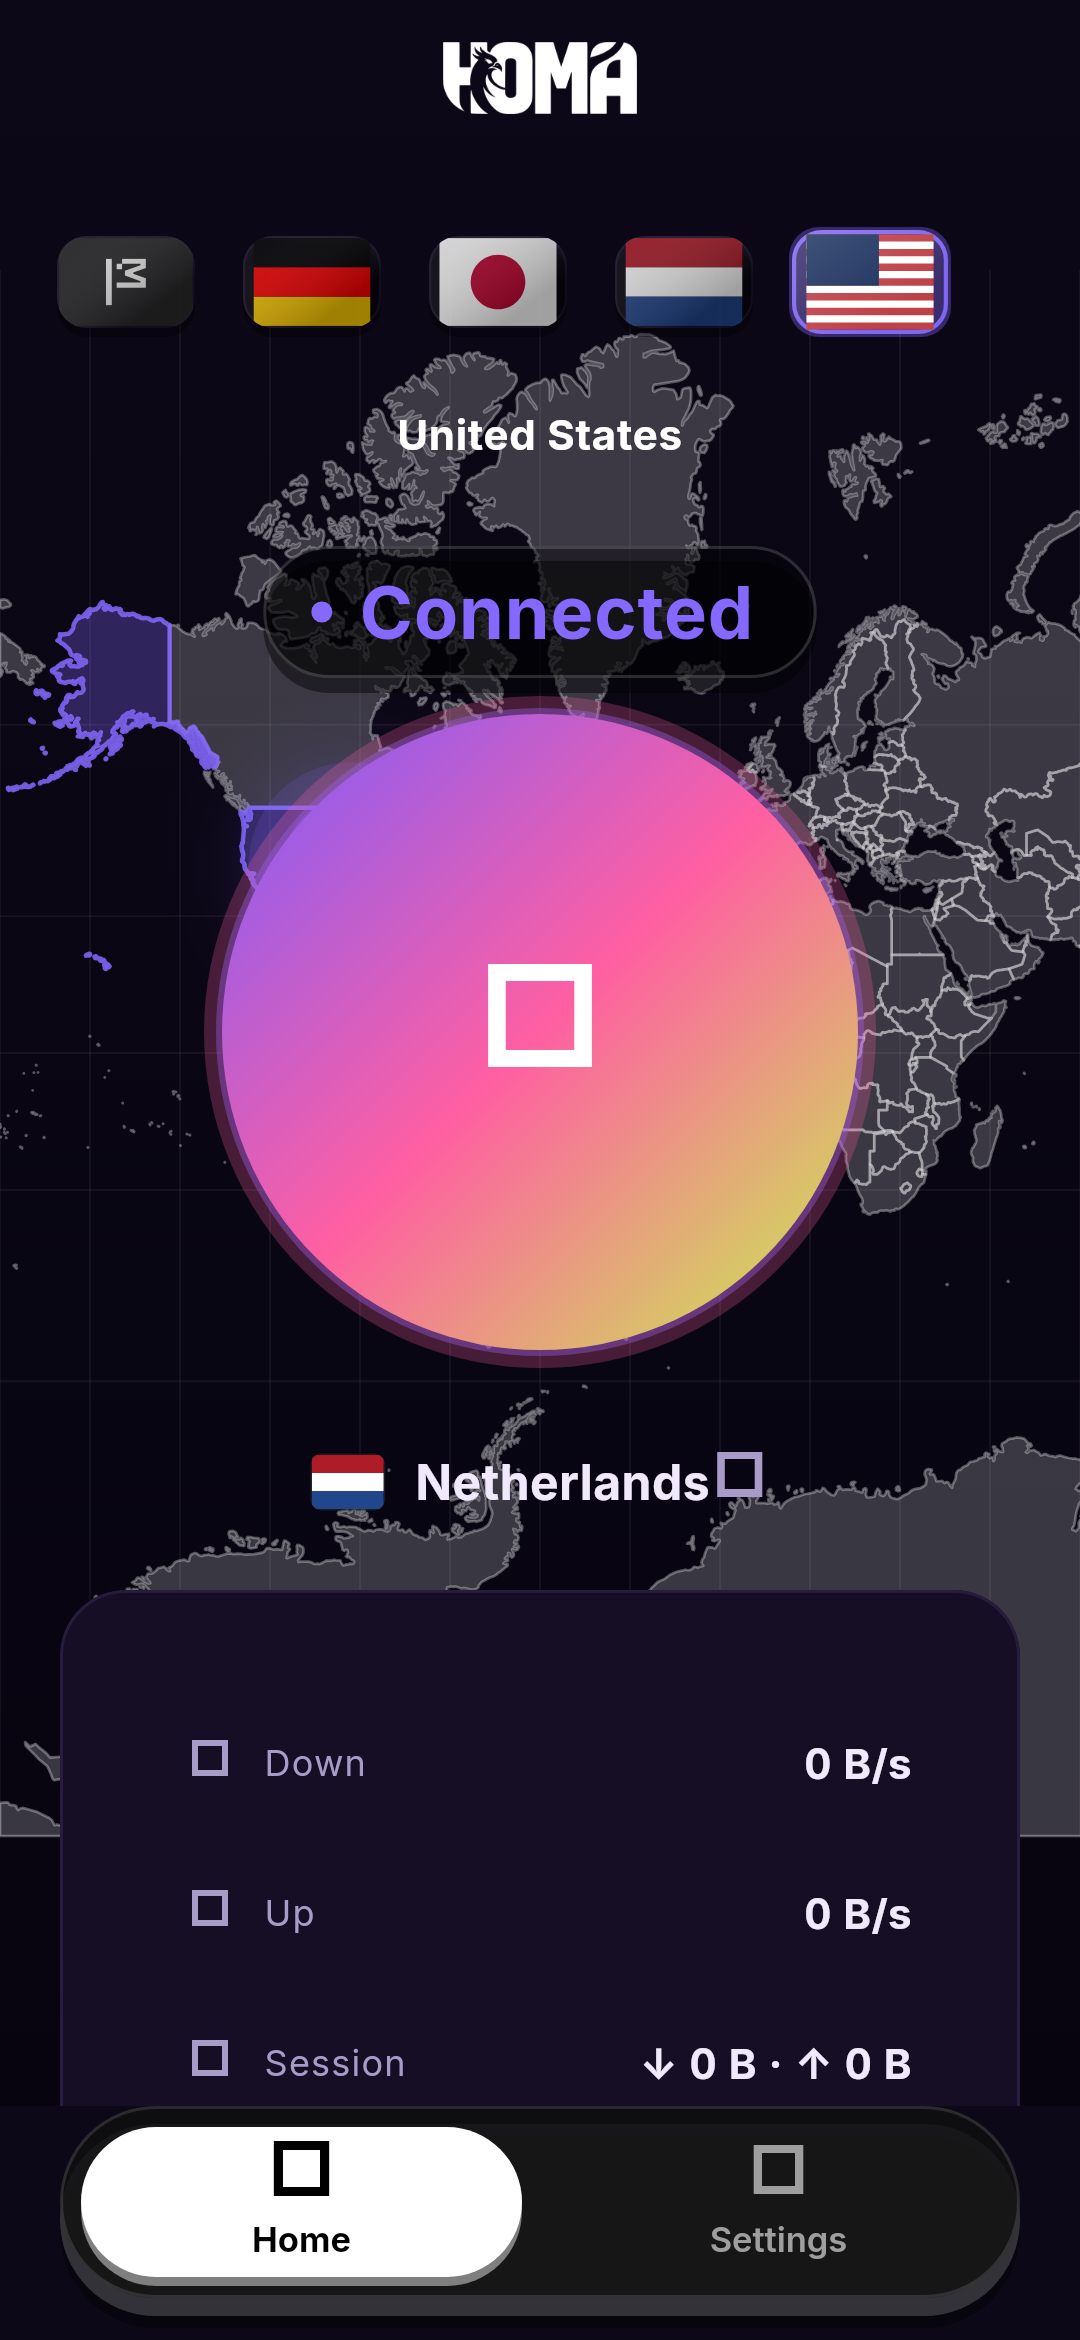 HOMA
United States
• Connected
Netherlands
Down 0 B/s
Up 0 B/s
Session ↓ 0 B · ↑ 0 B
Home Settings